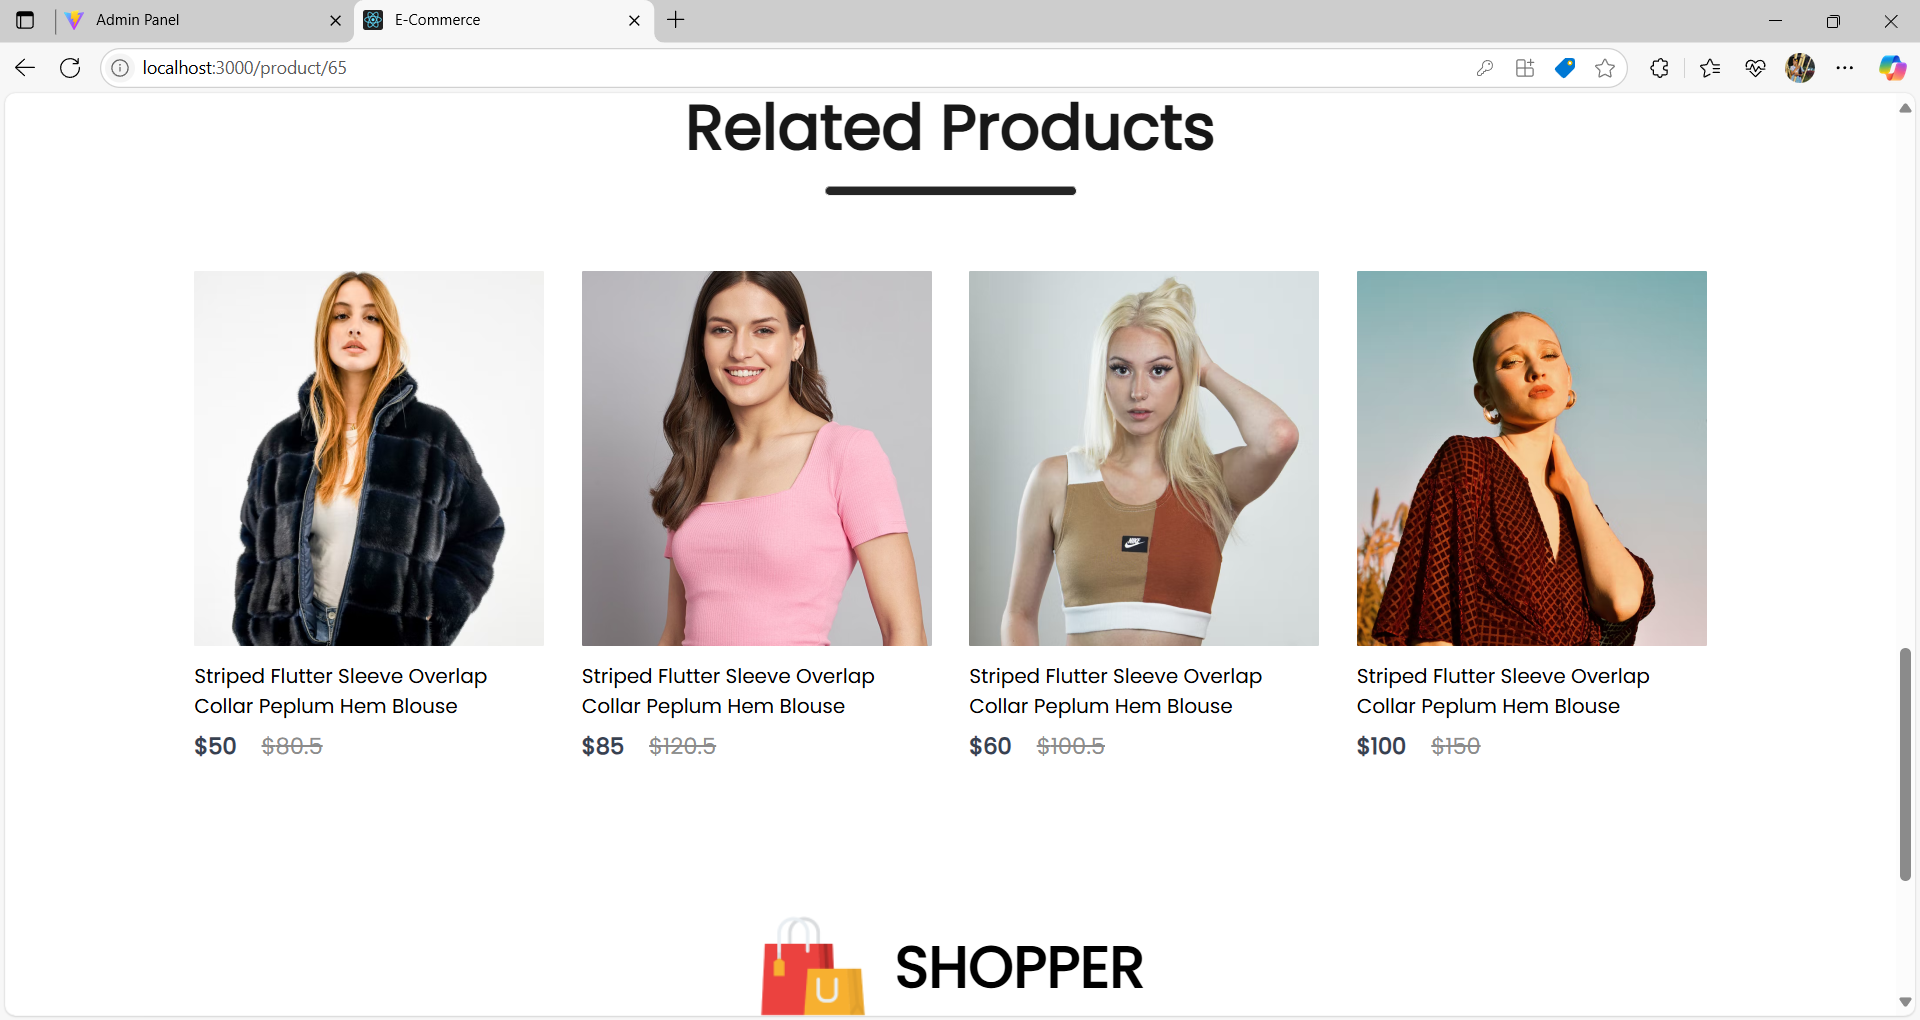 Admin Panel
E-Commerce
localhost:3000/product/65
Related Products
NIKE
Striped Flutter Sleeve Overlap
Collar Peplum Hem Blouse
$50 $80.5
Striped Flutter Sleeve Overlap
Collar Peplum Hem Blouse
$85 $120.5
Striped Flutter Sleeve Overlap
Collar Peplum Hem Blouse
$60 $100.5
Striped Flutter Sleeve Overlap
Collar Peplum Hem Blouse
$100 $150
U
SHOPPER